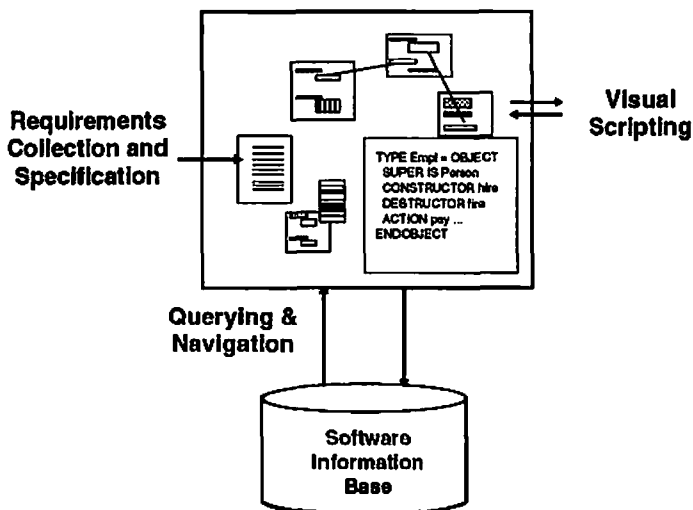 Requirements
Collection and
Specification
Visual
Scripting
TYPE Empl = OBJECT
SUPER IS Person
CONSTRUCTOR hire
DESTRUCTOR fire
ACTION pay ...
ENDOBJECT
Querying &
Navigation
Software
Information
Base